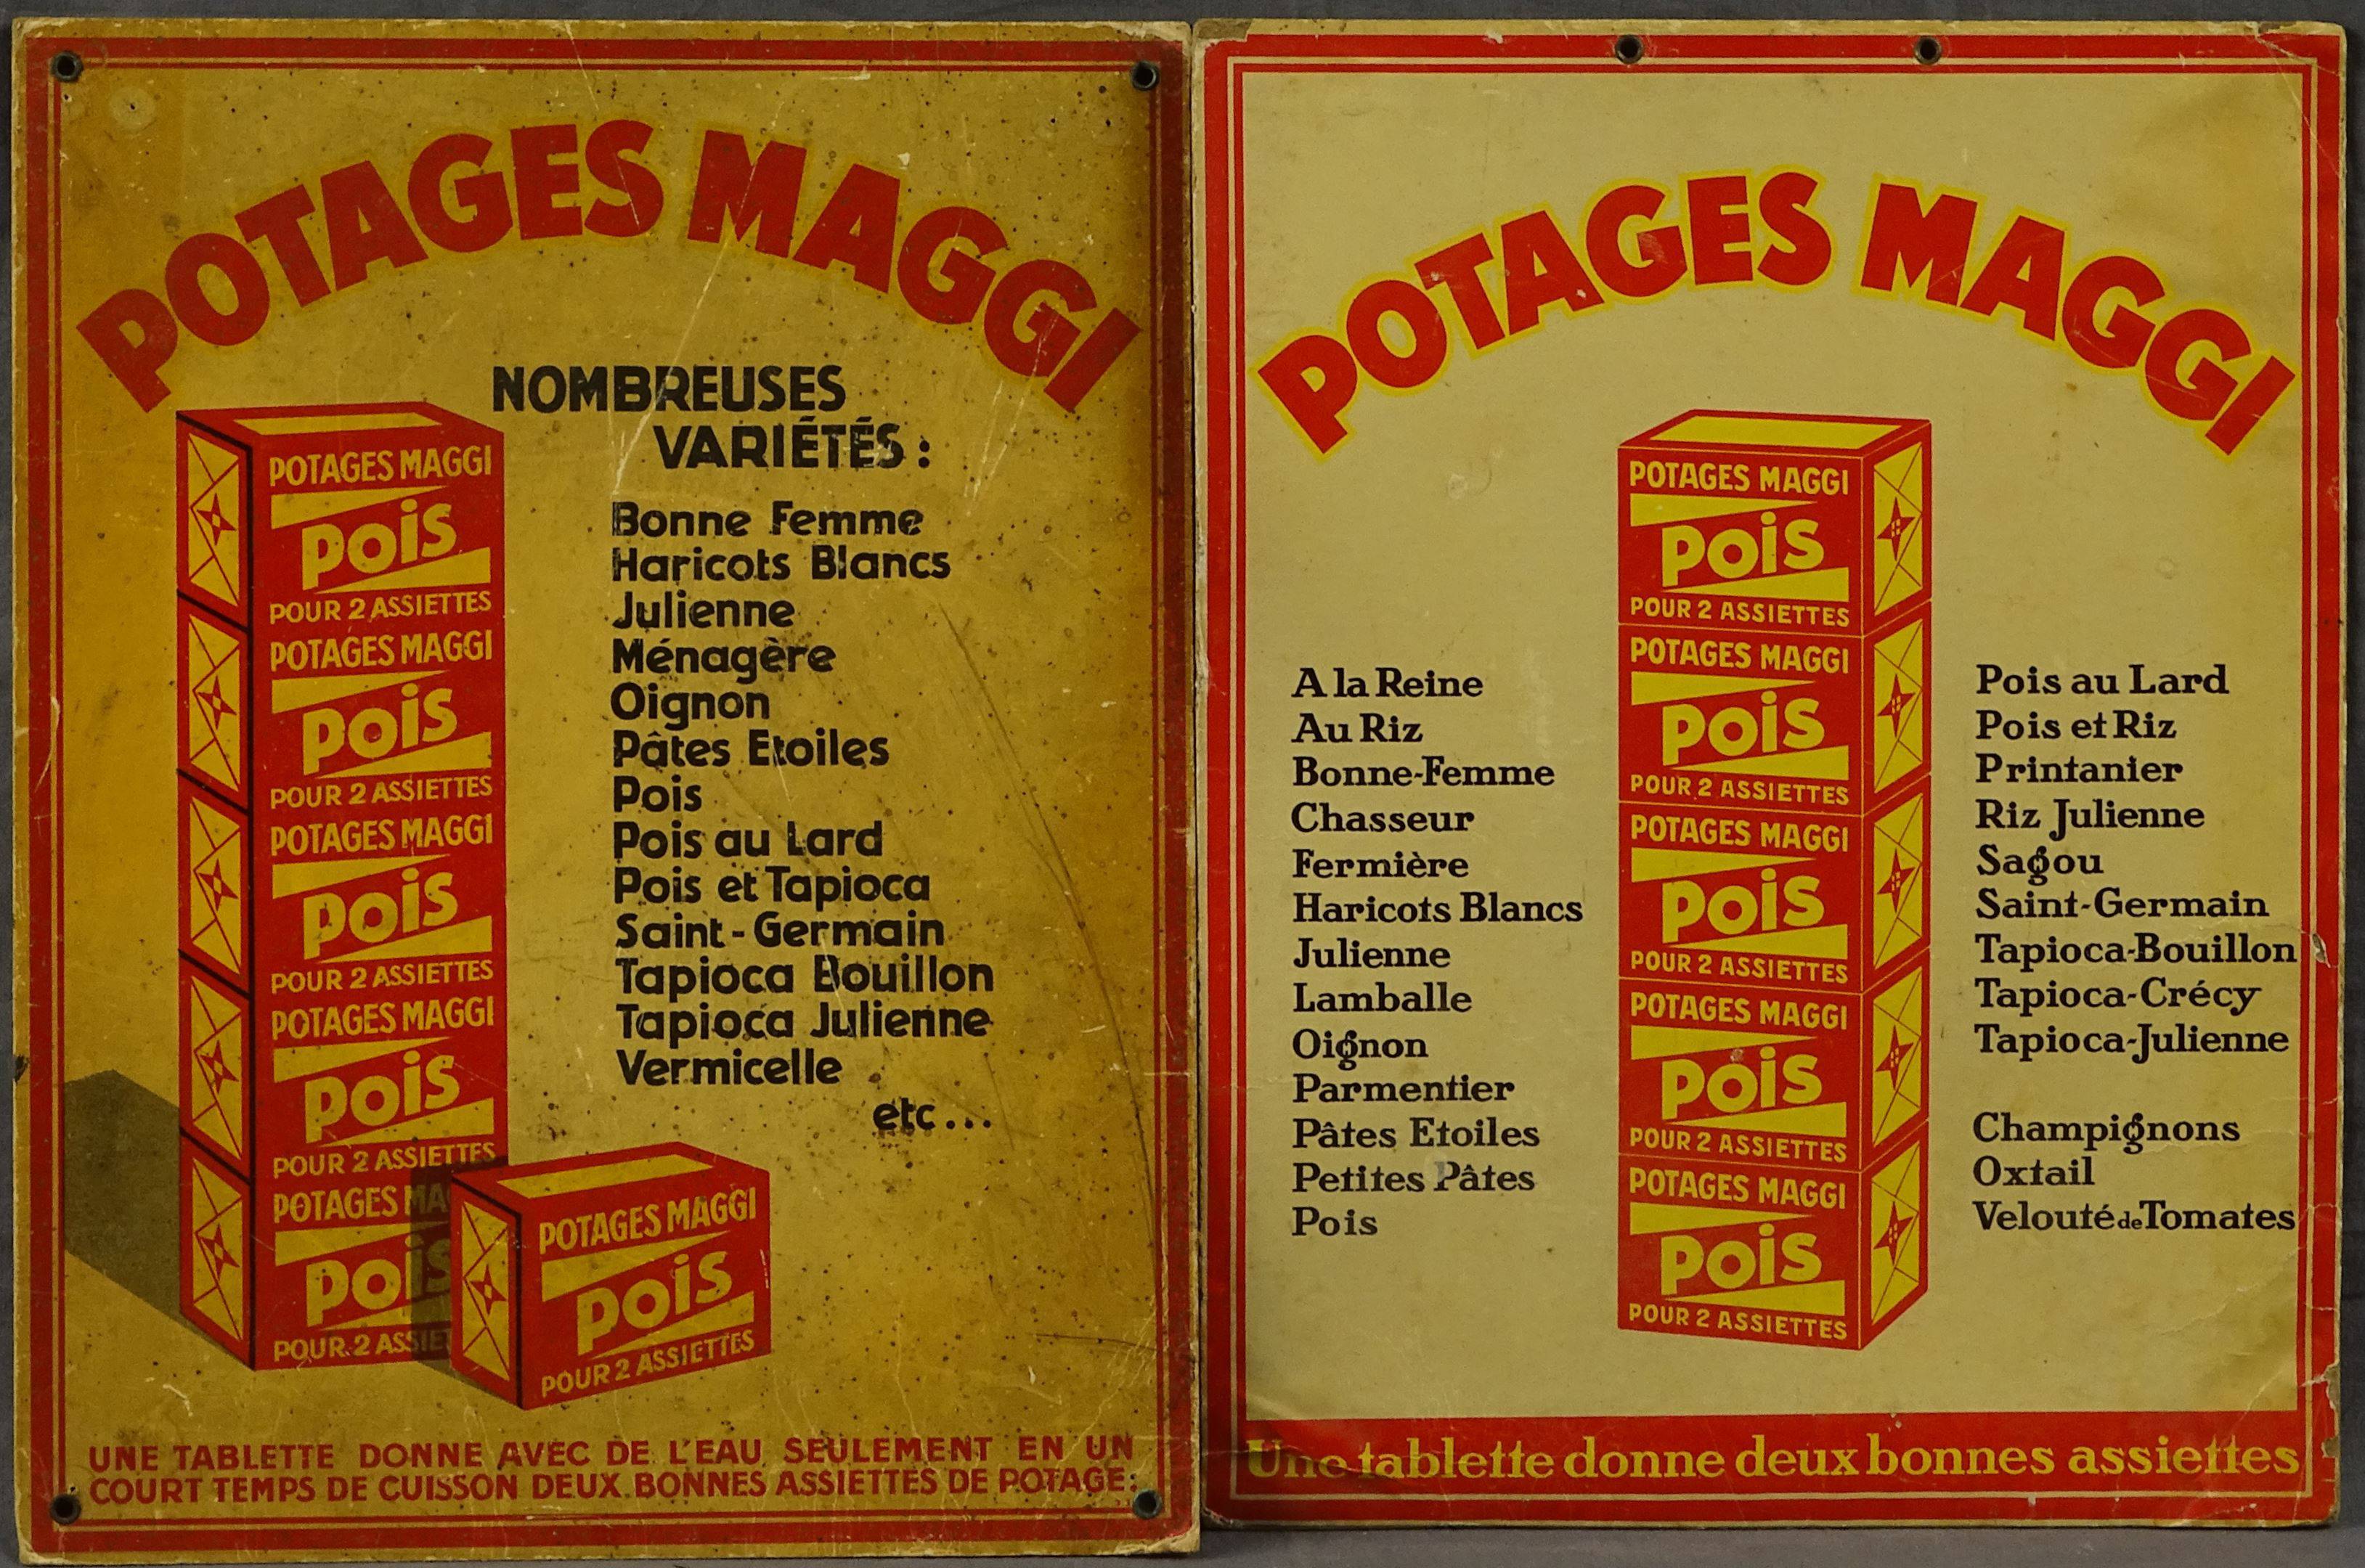 POTAGES MAGGI
NOMBREUSES
VARIÉTÉS :
Bonne Femme
Haricots Blancs
Julienne
Ménagère
Oignon
Pâtes Etoiles
Pois
Pois au Lard
Pois et Tapioca
Saint-Germain
Tapioca Bouillon
Tapioca Julienne
Vermicelle
etc...
POTAGES MAGGI
Pois
POUR 2 ASSIETTES
POTAGES MAGGI
Pois
POUR 2 ASSIETTES
POTAGES MAGGI
Pois
POUR 2 ASSIETTES
POTAGES MAGGI
Pois
POUR 2 ASSIETTES
POTAGES MA
Pois
POUR 2 ASSIE
POTAGES MAGGI
Pois
POUR 2 ASSIETTES
UNE TABLETTE DONNE AVEC DE L'EAU SEULEMENT EN UN
COURT TEMPS DE CUISSON DEUX BONNES ASSIETTES DE POTAGE:
POTAGES MAGGI
A la Reine
Au Riz
Bonne-Femme
Chasseur
Fermière
Haricots Blancs
Julienne
Lamballe
Oignon
Parmentier
Pâtes Etoiles
Petites Pâtes
Pois
POTAGES MAGGI
Pois
POUR 2 ASSIETTES
POTAGES MAGGI
Pois
POUR 2 ASSIETTES
POTAGES MAGGI
Pois
POUR 2 ASSIETTES
POTAGES MAGGI
Pois
POUR 2 ASSIETTES
POTAGES MAGGI
Pois
POUR 2 ASSIETTES
Pois au Lard
Pois et Riz
Printanier
Riz Julienne
Sagou
Saint-Germain
Tapioca-Bouillon
Tapioca-Crécy
Tapioca-Julienne
Champignons
Oxtail
Velouté de Tomates
Une tablette donne deux bonnes assiettes